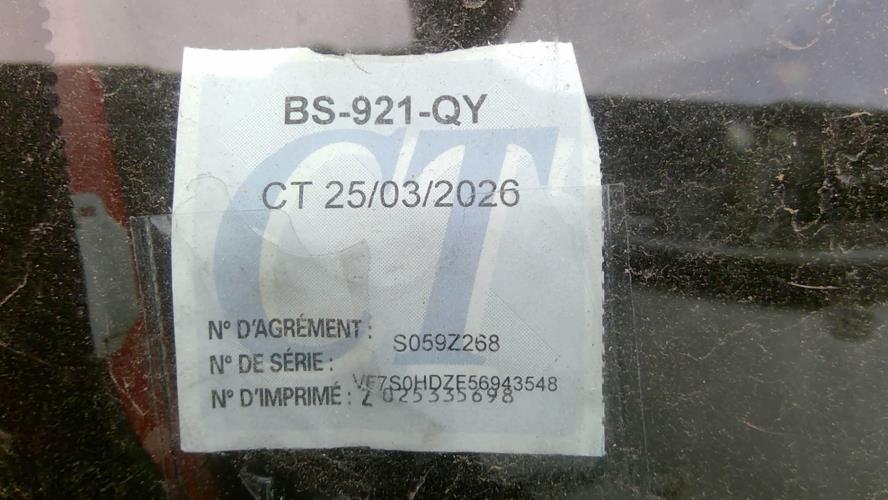 BS-921-QY
CT 25/03/2026
CT
N° D'AGRÉMENT : S059Z268
N° DE SÉRIE : VF7S0HDZE56943548
N° D'IMPRIMÉ : Z 025335698